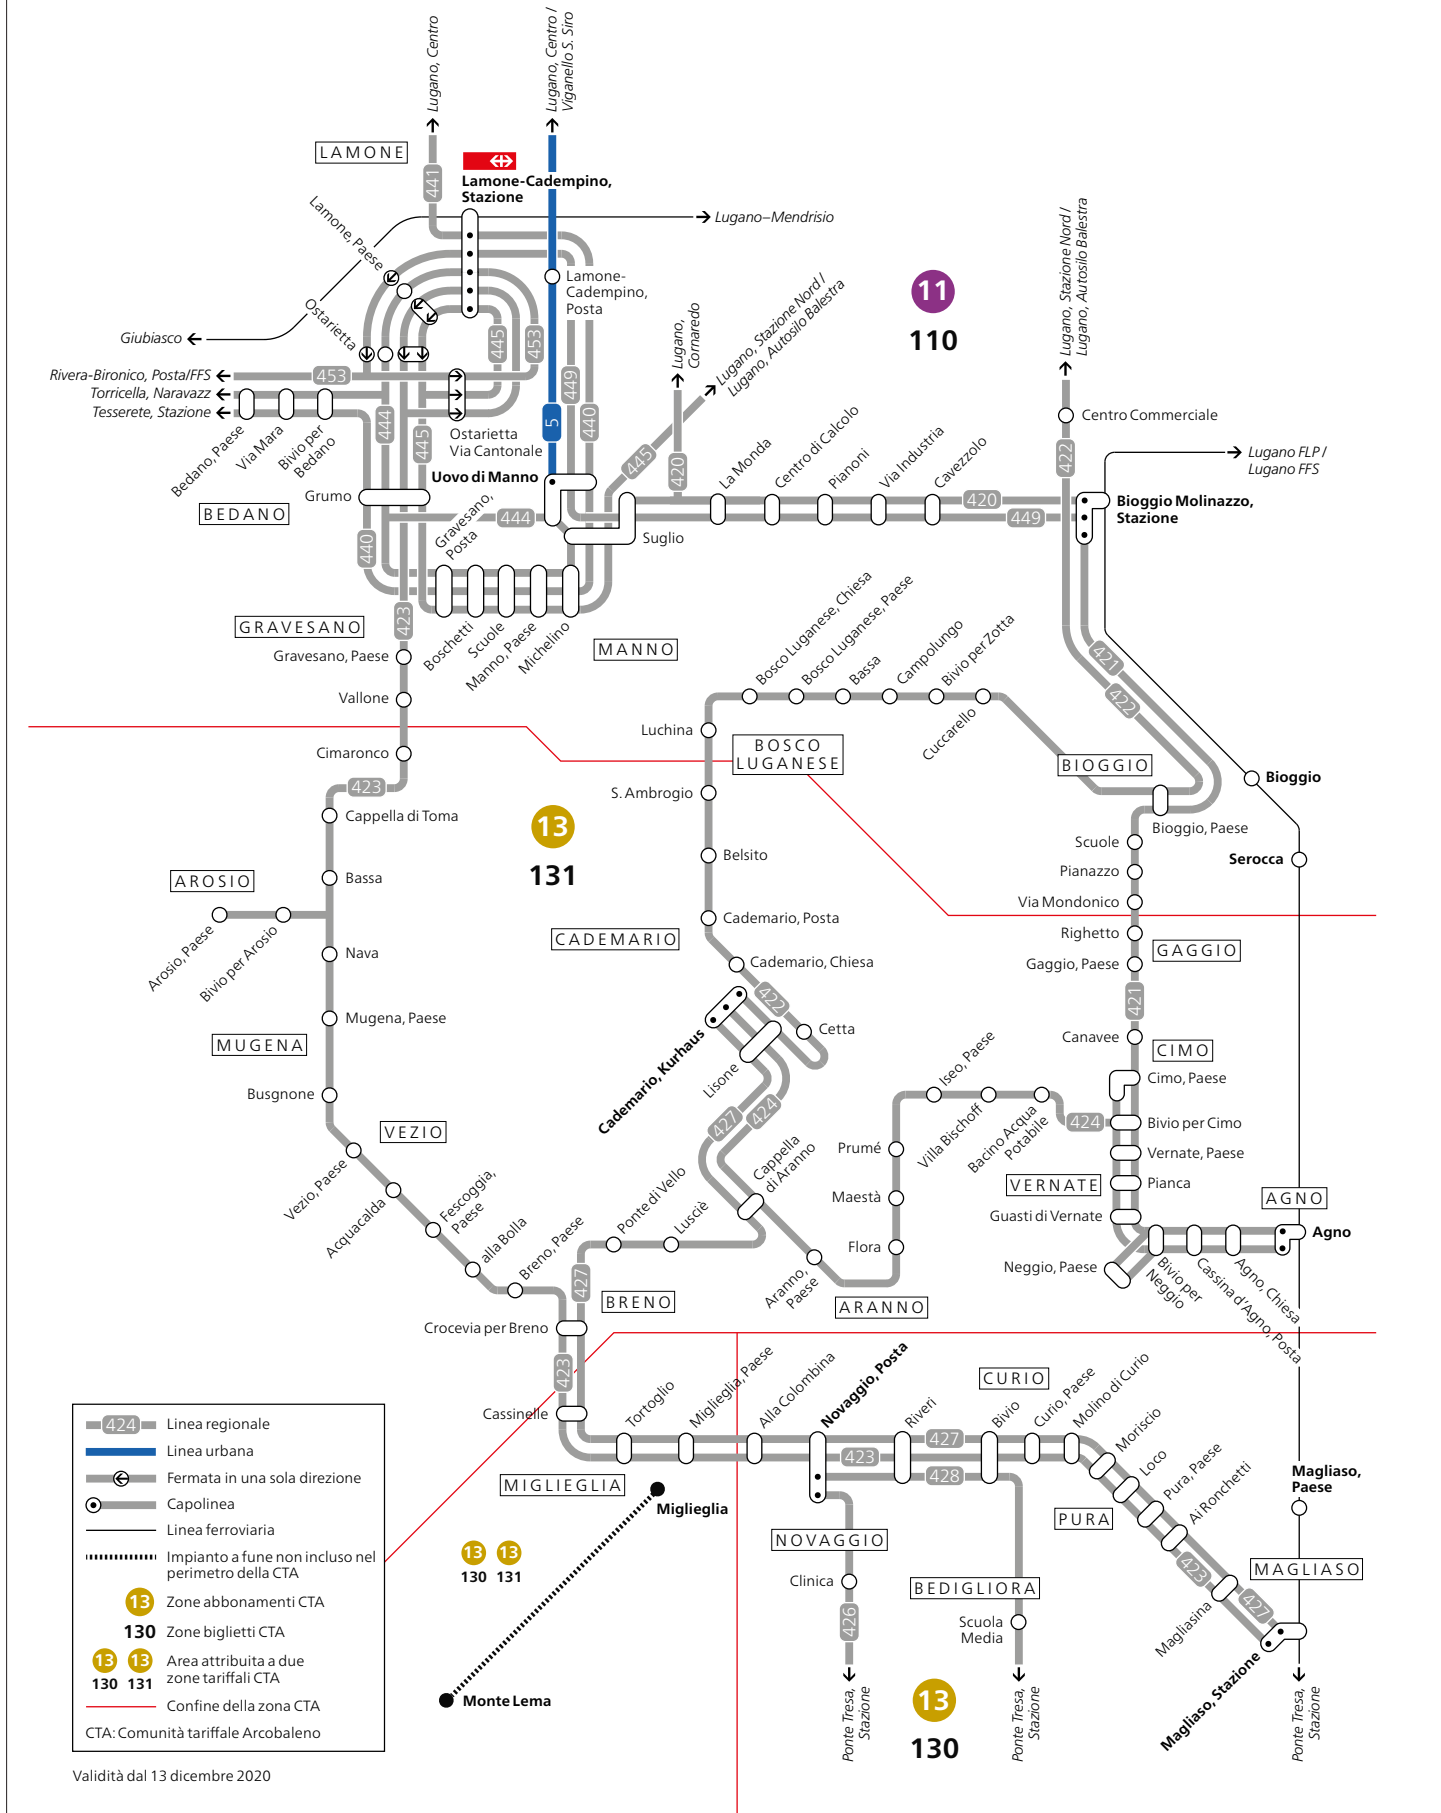 Lugano, Centro
Lugano, Centro /
Viganello S. Siro
LAMONE
441
Lamone-Cadempino,
Stazione
Lamone, Paese
Lugano–Mendrisio
Lamone-
Cadempino,
Posta
Ostarietta
Giubiasco
Rivera-Bironico, Posta/FFS
453
Torricella, Naravazz
Tesserete, Stazione
445
453
449
440
5
444
445
Bedano, Paese
Via Mara
Bivio per
Bedano
Ostarietta
Via Cantonale
Uovo di Manno
Grumo
BEDANO
Gravesano,
Posta
444
440
Suglio
445
420
Lugano,
Cornaredo
Lugano, Stazione Nord /
Lugano, Autosilo Balestra
11
110
La Monda
Centro di Calcolo
Pianoni
Via Industria
Cavezzolo
420
449
Lugano, Stazione Nord /
Lugano, Autosilo Balestra
Centro Commerciale
422
Lugano FLP /
Lugano FFS
Bioggio Molinazzo,
Stazione
GRAVESANO
423
Boschetti
Scuole
Manno, Paese
Michelino
MANNO
Gravesano, Paese
Vallone
Cimaronco
423
Cappella di Toma
Bassa
AROSIO
Arosio, Paese
Bivio per Arosio
Nava
Mugena, Paese
MUGENA
Busgnone
VEZIO
Vezio, Paese
Acquacalda
Fescoggia,
Paese
alla Bolla
Breno, Paese
Bosco Luganese, Chiesa
Bosco Luganese, Paese
Bassa
Campolungo
Bivio per Zotta
Cuccarello
Luchina
BOSCO
LUGANESE
S. Ambrogio
Belsito
13
131
Cademario, Posta
CADEMARIO
Cademario, Chiesa
422
Cetta
Cademario, Kurhaus
Lisone
427
424
Cappella
di Aranno
421
422
BIOGGIO
Bioggio
Bioggio, Paese
Serocca
Scuole
Pianazzo
Via Mondonico
Righetto
GAGGIO
Gaggio, Paese
421
Canavee
CIMO
Cimo, Paese
Bivio per Cimo
Vernate, Paese
VERNATE
Pianca
Guasti di Vernate
Neggio, Paese
Bivio per
Neggio
Cassina d'Agno, Posta
Agno, Chiesa
AGNO
Agno
Iseo, Paese
Villa Bischoff
Bacino Acqua
Potabile
424
Prumé
Maestà
Flora
Aranno,
Paese
ARANNO
Ponte di Vello
Lusciè
427
BRENO
Crocevia per Breno
423
Cassinelle
Tortoglio
Miglieglia, Paese
Alla Colombina
Novaggio, Posta
Riveri
CURIO
Bivio
Curio, Paese
Molino di Curio
Moriscio
Loco
Pura, Paese
Ai Ronchetti
427
423
428
MIGLIEGLIA
Miglieglia
Monte Lema
13 13
130 131
PURA
NOVAGGIO
Clinica
426
BEDIGLIORA
Scuola
Media
Ponte Tresa,
Stazione
Ponte Tresa,
Stazione
13
130
Magliasina
423
427
Magliaso,
Paese
MAGLIASO
Magliaso, Stazione
Ponte Tresa,
Stazione
424 Linea regionale
Linea urbana
Fermata in una sola direzione
Capolinea
Linea ferroviaria
Impianto a fune non incluso nel
perimetro della CTA
13 Zone abbonamenti CTA
130 Zone biglietti CTA
13 13 Area attribuita a due
130 131 zone tariffali CTA
Confine della zona CTA
CTA: Comunità tariffale Arcobaleno
Validità dal 13 dicembre 2020